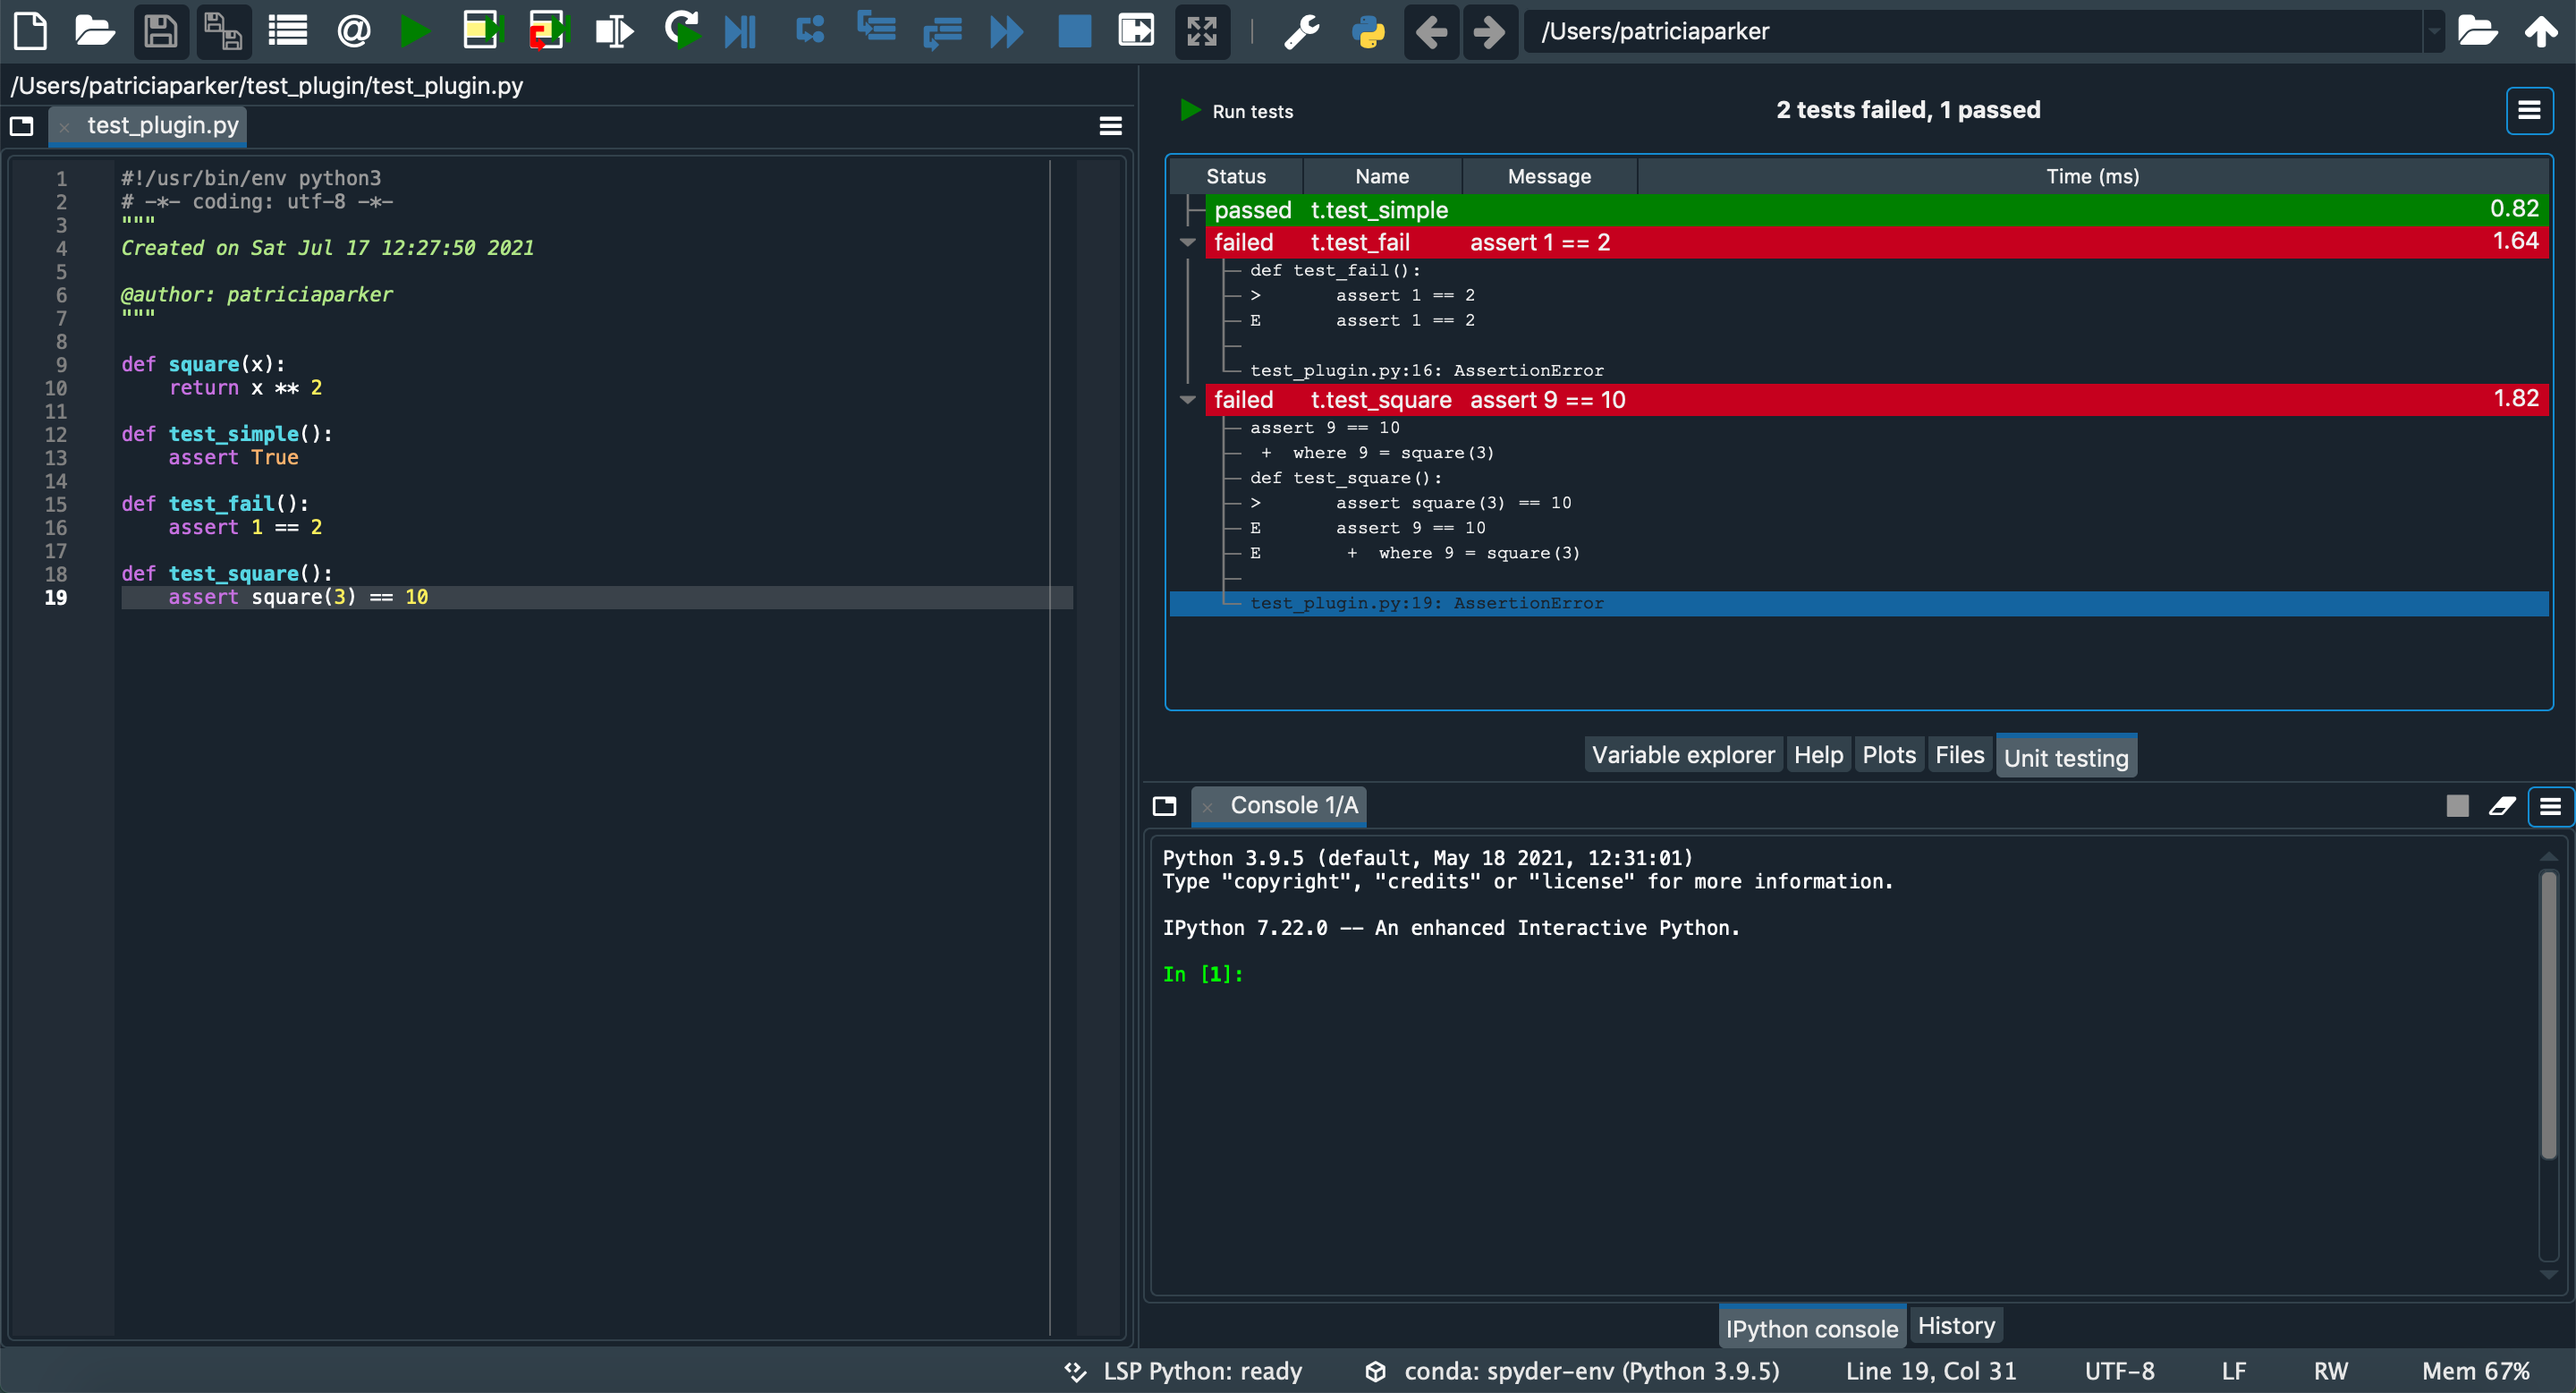 /Users/patriciaparker
/Users/patriciaparker/test_plugin/test_plugin.py
test_plugin.py
1 #!/usr/bin/env python3
2 # -*- coding: utf-8 -*-
3 """
4 Created on Sat Jul 17 12:27:50 2021
5
6 @author: patriciaparker
7 """
8
9 def square(x):
10     return x ** 2
11
12 def test_simple():
13     assert True
14
15 def test_fail():
16     assert 1 == 2
17
18 def test_square():
19     assert square(3) == 10
Run tests
2 tests failed, 1 passed
Status Name Message Time (ms)
passed t.test_simple 0.82
failed t.test_fail assert 1 == 2 1.64
def test_fail():
>       assert 1 == 2
E       assert 1 == 2
test_plugin.py:16: AssertionError
failed t.test_square assert 9 == 10 1.82
assert 9 == 10
 +  where 9 = square(3)
def test_square():
>       assert square(3) == 10
E       assert 9 == 10
E        +  where 9 = square(3)
test_plugin.py:19: AssertionError
Variable explorer Help Plots Files Unit testing
Console 1/A
Python 3.9.5 (default, May 18 2021, 12:31:01)
Type "copyright", "credits" or "license" for more information.
IPython 7.22.0 -- An enhanced Interactive Python.
In [1]:
IPython console History
LSP Python: ready conda: spyder-env (Python 3.9.5) Line 19, Col 31 UTF-8 LF RW Mem 67%